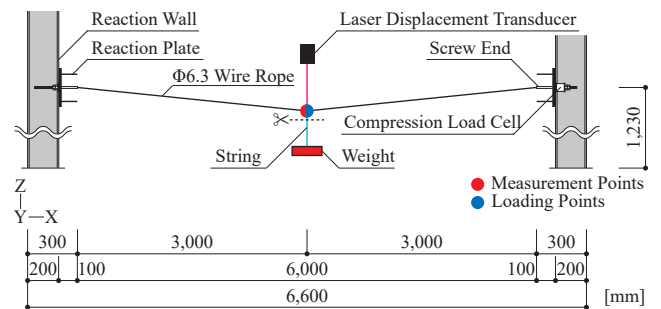 Reaction Wall
Laser Displacement Transducer
Reaction Plate
Screw End
Φ6.3 Wire Rope
Compression Load Cell
1,230
String
Weight
Measurement Points
Loading Points
Z
Y X
300 3,000 3,000 300
200 100 6,000 100 200
6,600 [mm]